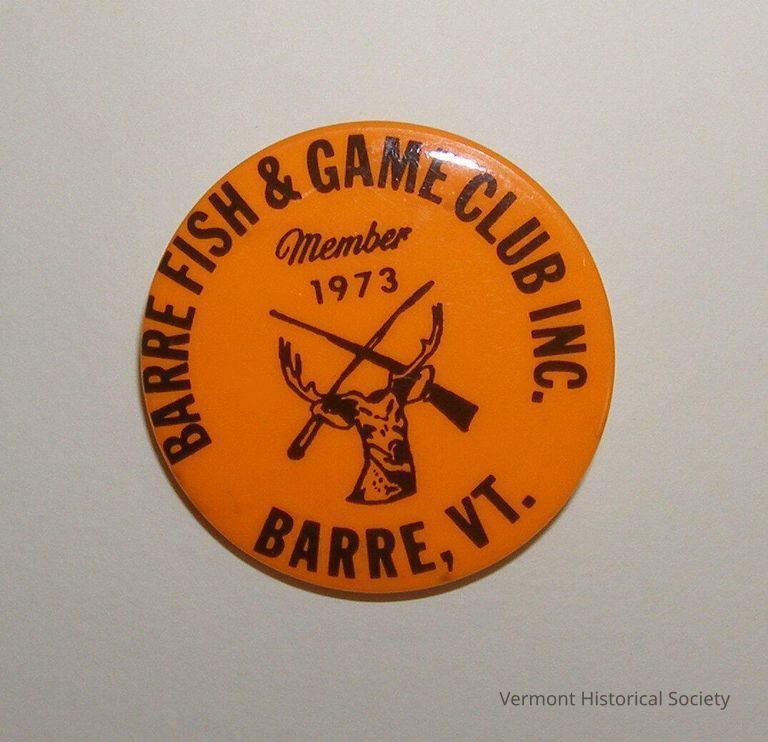 BARRE FISH & GAME CLUB INC.
Member
1973
BARRE, VT.
Vermont Historical Society